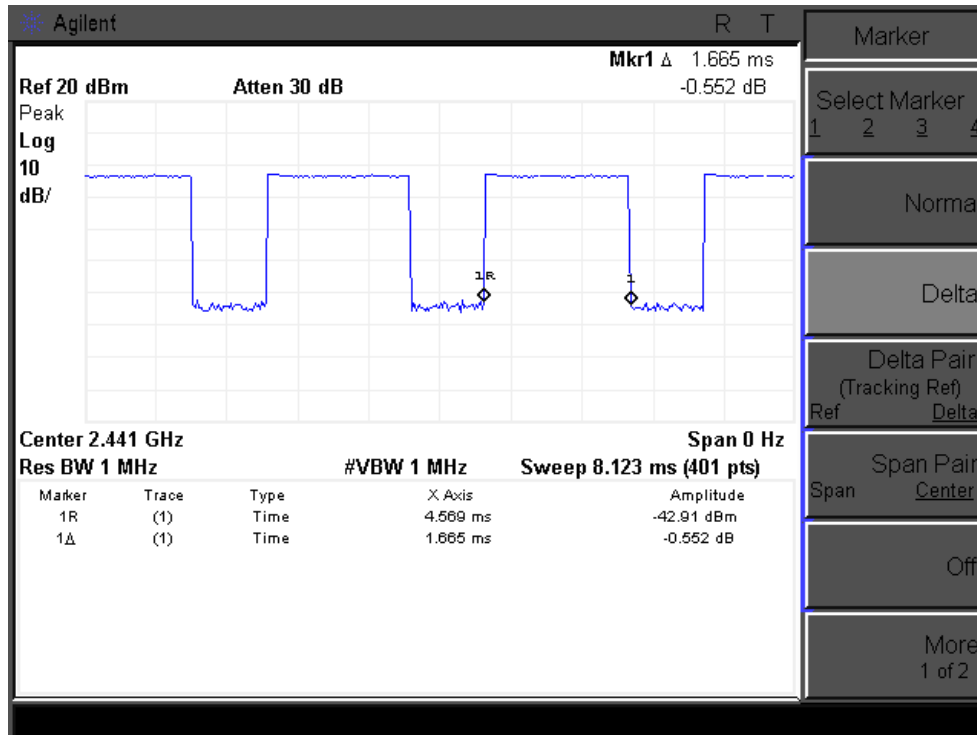 Agilent R T
Mkr1 Δ 1.665 ms
Ref 20 dBm Atten 30 dB -0.552 dB
Peak
Log
10
dB/
1R
1
Center 2.441 GHz Span 0 Hz
Res BW 1 MHz #VBW 1 MHz Sweep 8.123 ms (401 pts)
Marker Trace Type X Axis Amplitude
1R (1) Time 4.569 ms -42.91 dBm
1Δ (1) Time 1.665 ms -0.552 dB
Marker
Select Marker
1 2 3 4
Norma
Delta
Delta Pair
(Tracking Ref)
Ref Delta
Span Pair
Span Center
Off
More
1 of 2